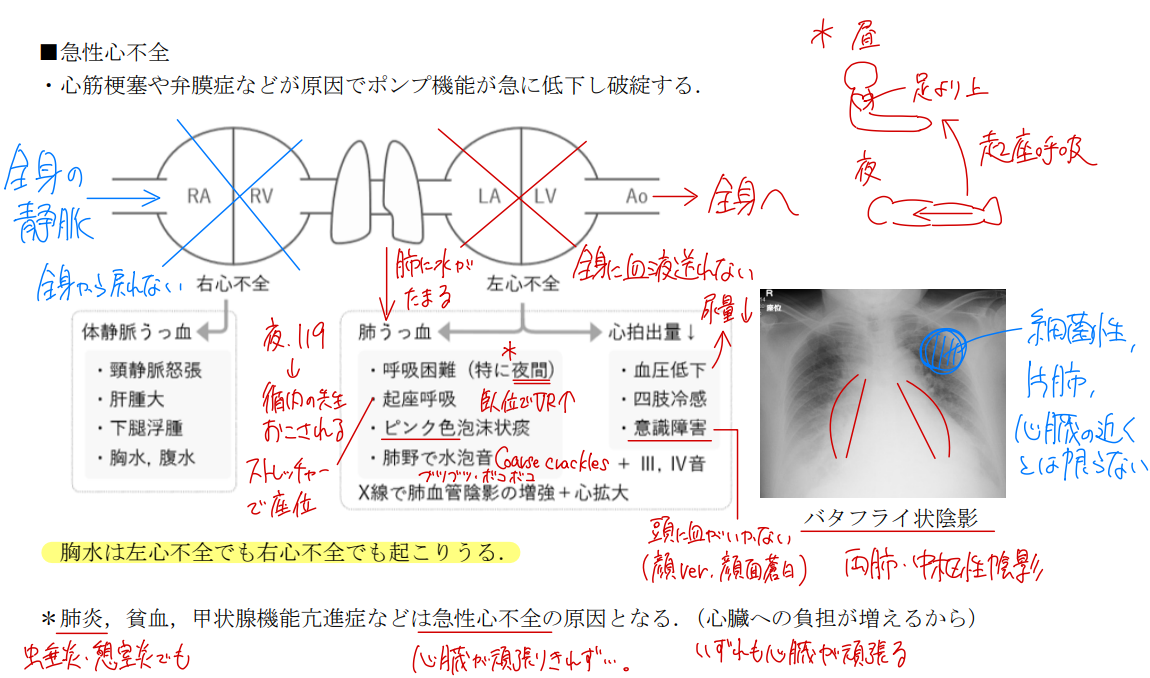 ■急性心不全
・心筋梗塞や弁膜症などが原因でポンプ機能が急に低下し破綻する．
＊ 昼
足より上
起座呼吸
夜
全身の
静脈
RA RV
LA LV
Ao
全身へ
全身から戻れない
右心不全
肺に水が
たまる
左心不全
全身に血液送れない
尿量↓
体静脈うっ血
・頸静脈怒張
・肝腫大
・下腿浮腫
・胸水, 腹水
夜.119
↓
循内の先生
おこされる
ストレッチャー
で座位
肺うっ血
＊
・呼吸困難（特に夜間）
・起座呼吸
臥位でVR↑
・ピンク色泡沫状痰
・肺野で水泡音 Coarse crackles ＋ III, IV音
ブツブツ・ボコボコ
X線で肺血管陰影の増強＋心拡大
心拍出量↓
・血圧低下
・四肢冷感
・意識障害
頭に血がいかない
(顔ver.顔面蒼白)
R
座位
細菌性,
片肺,
心臓の近く
とは限らない
バタフライ状陰影
両肺・中枢性陰影
胸水は左心不全でも右心不全でも起こりうる．
＊肺炎，貧血，甲状腺機能亢進症などは急性心不全の原因となる．（心臓への負担が増えるから）
虫垂炎、憩室炎でも
心臓が頑張りきれず…。
いずれも心臓が頑張る